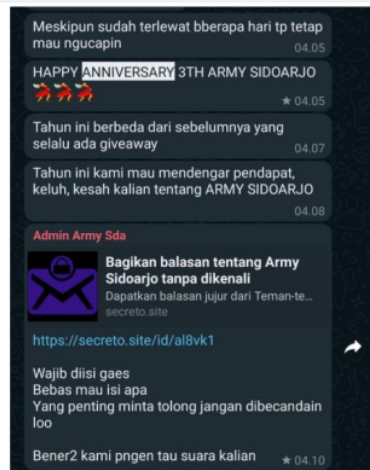 Meskipun sudah terlewat bberapa hari tp tetap
mau ngucapin
04.05
HAPPY ANNIVERSARY 3TH ARMY SIDOARJO
★ 04.05
Tahun ini berbeda dari sebelumnya yang
selalu ada giveaway
04.07
Tahun ini kami mau mendengar pendapat,
keluh, kesah kalian tentang ARMY SIDOARJO
04.08
Admin Army Sda
Bagikan balasan tentang Army
Sidoarjo tanpa dikenali
Dapatkan balasan jujur dari Teman-te...
secreto.site
https://secreto.site/id/al8vk1
Wajib diisi gaes
Bebas mau isi apa
Yang penting minta tolong jangan dibecandain
loo
Bener2 kami pngen tau suara kalian
★ 04.10